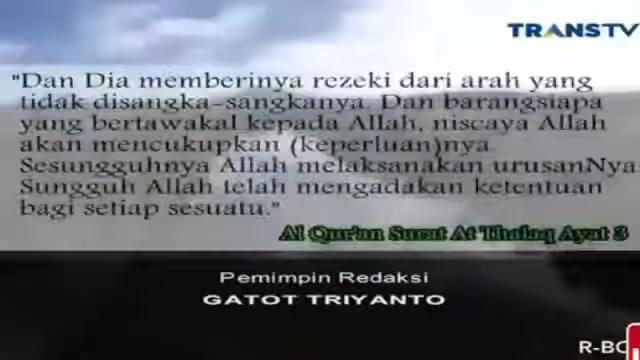 TRANSTV
"Dan Dia memberinya rezeki dari arah yang
tidak disangka-sangkanya. Dan barangsiapa
yang bertawakal kepada Allah, niscaya Allah
akan mencukupkan (keperluan)nya.
Sesungguhnya Allah melaksanakan urusanNya
Sungguh Allah telah mengadakan ketentuan
bagi setiap sesuatu."
Al Qur'an Surat At Thalaq Ayat 3
Pemimpin Redaksi
GATOT TRIYANTO